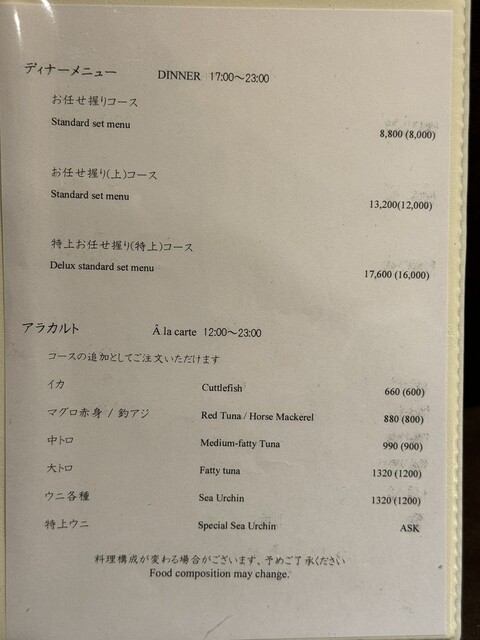 ディナーメニュー DINNER 17:00～23:00
お任せ握りコース
Standard set menu
8,800 (8,000)
お任せ握り(上)コース
Standard set menu
13,200(12,000)
特上お任せ握り(特上)コース
Delux standard set menu
17,600 (16,000)
アラカルト Â la carte 12:00～23:00
コースの追加としてご注文いただけます
イカ Cuttlefish 660 (600)
マグロ赤身 / 釣アジ Red Tuna / Horse Mackerel 880 (800)
中トロ Medium-fatty Tuna 990 (900)
大トロ Fatty tuna 1320 (1200)
ウニ各種 Sea Urchin 1320 (1200)
特上ウニ Special Sea Urchin ASK
料理構成が変わる場合がございます、予めご了承ください
Food composition may change.